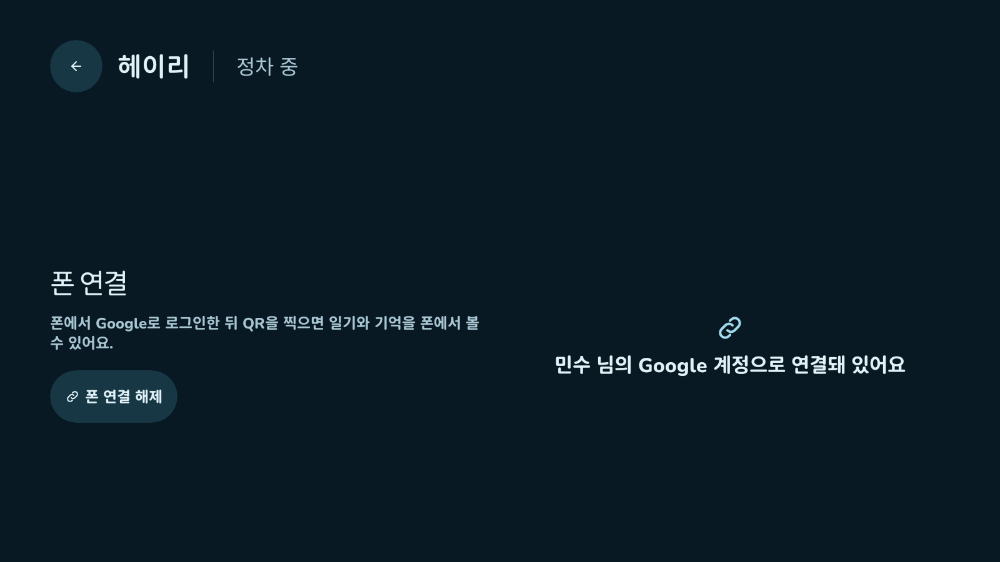 헤이리
정차 중
폰 연결
폰에서 Google로 로그인한 뒤 QR을 찍으면 일기와 기억을 폰에서 볼
수 있어요.
폰 연결 해제
민수 님의 Google 계정으로 연결돼 있어요